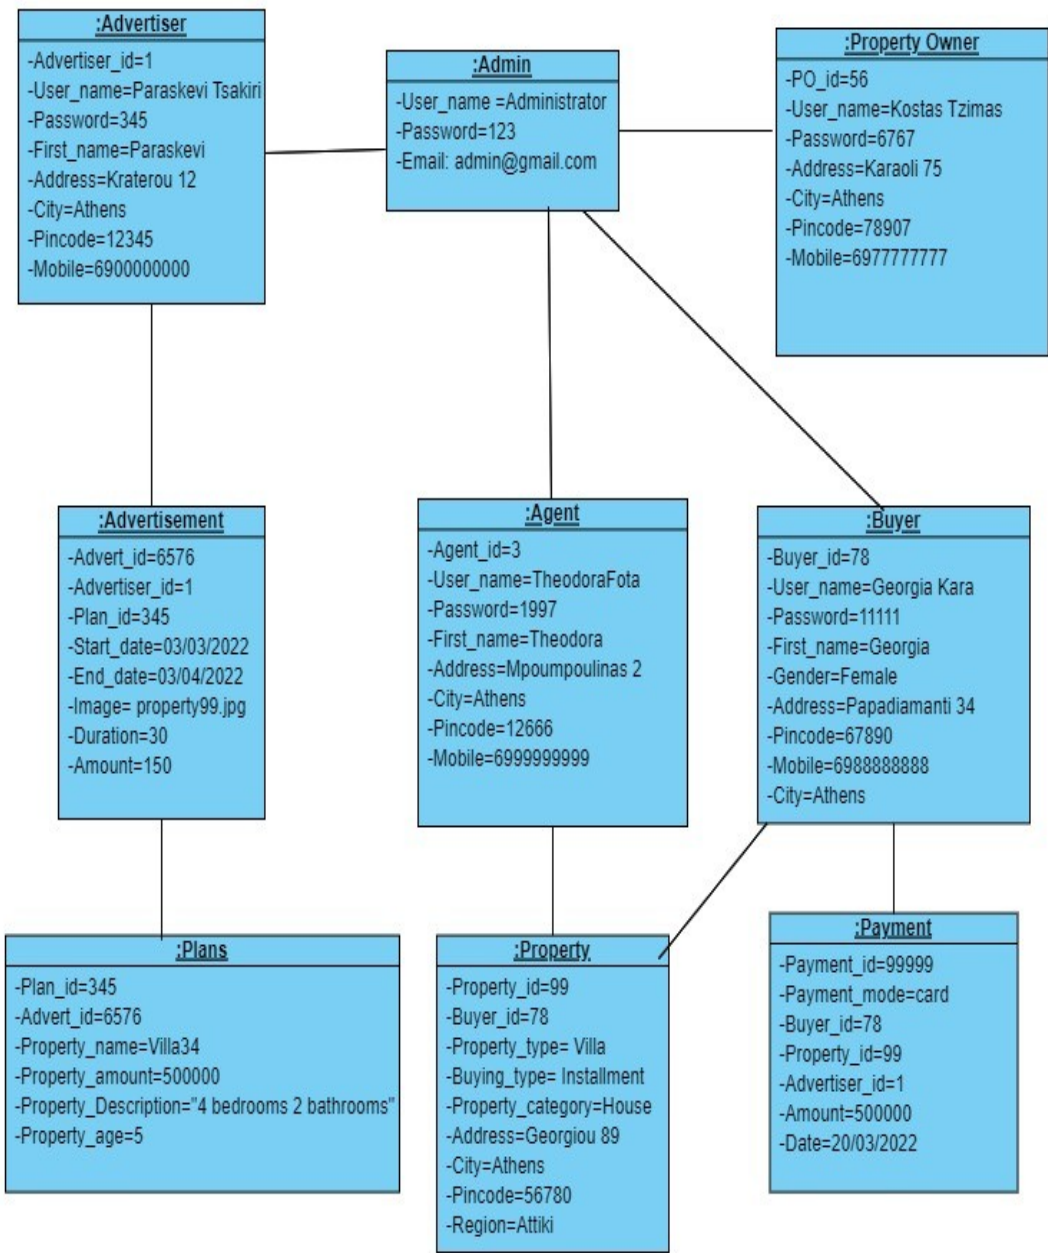 :Advertiser
-Advertiser_id=1
-User_name=Paraskevi Tsakiri
-Password=345
-First_name=Paraskevi
-Address=Kraterou 12
-City=Athens
-Pincode=12345
-Mobile=6900000000
:Admin
-User_name =Administrator
-Password=123
-Email: admin@gmail.com
:Property Owner
-PO_id=56
-User_name=Kostas Tzimas
-Password=6767
-Address=Karaoli 75
-City=Athens
-Pincode=78907
-Mobile=6977777777
:Advertisement
-Advert_id=6576
-Advertiser_id=1
-Plan_id=345
-Start_date=03/03/2022
-End_date=03/04/2022
-Image= property99.jpg
-Duration=30
-Amount=150
:Agent
-Agent_id=3
-User_name=TheodoraFota
-Password=1997
-First_name=Theodora
-Address=Mpoumpoulinas 2
-City=Athens
-Pincode=12666
-Mobile=6999999999
:Buyer
-Buyer_id=78
-User_name=Georgia Kara
-Password=11111
-First_name=Georgia
-Gender=Female
-Address=Papadiamanti 34
-Pincode=67890
-Mobile=6988888888
-City=Athens
:Plans
-Plan_id=345
-Advert_id=6576
-Property_name=Villa34
-Property_amount=500000
-Property_Description="4 bedrooms 2 bathrooms"
-Property_age=5
:Property
-Property_id=99
-Buyer_id=78
-Property_type= Villa
-Buying_type= Installment
-Property_category=House
-Address=Georgiou 89
-City=Athens
-Pincode=56780
-Region=Attiki
:Payment
-Payment_id=99999
-Payment_mode=card
-Buyer_id=78
-Property_id=99
-Advertiser_id=1
-Amount=500000
-Date=20/03/2022